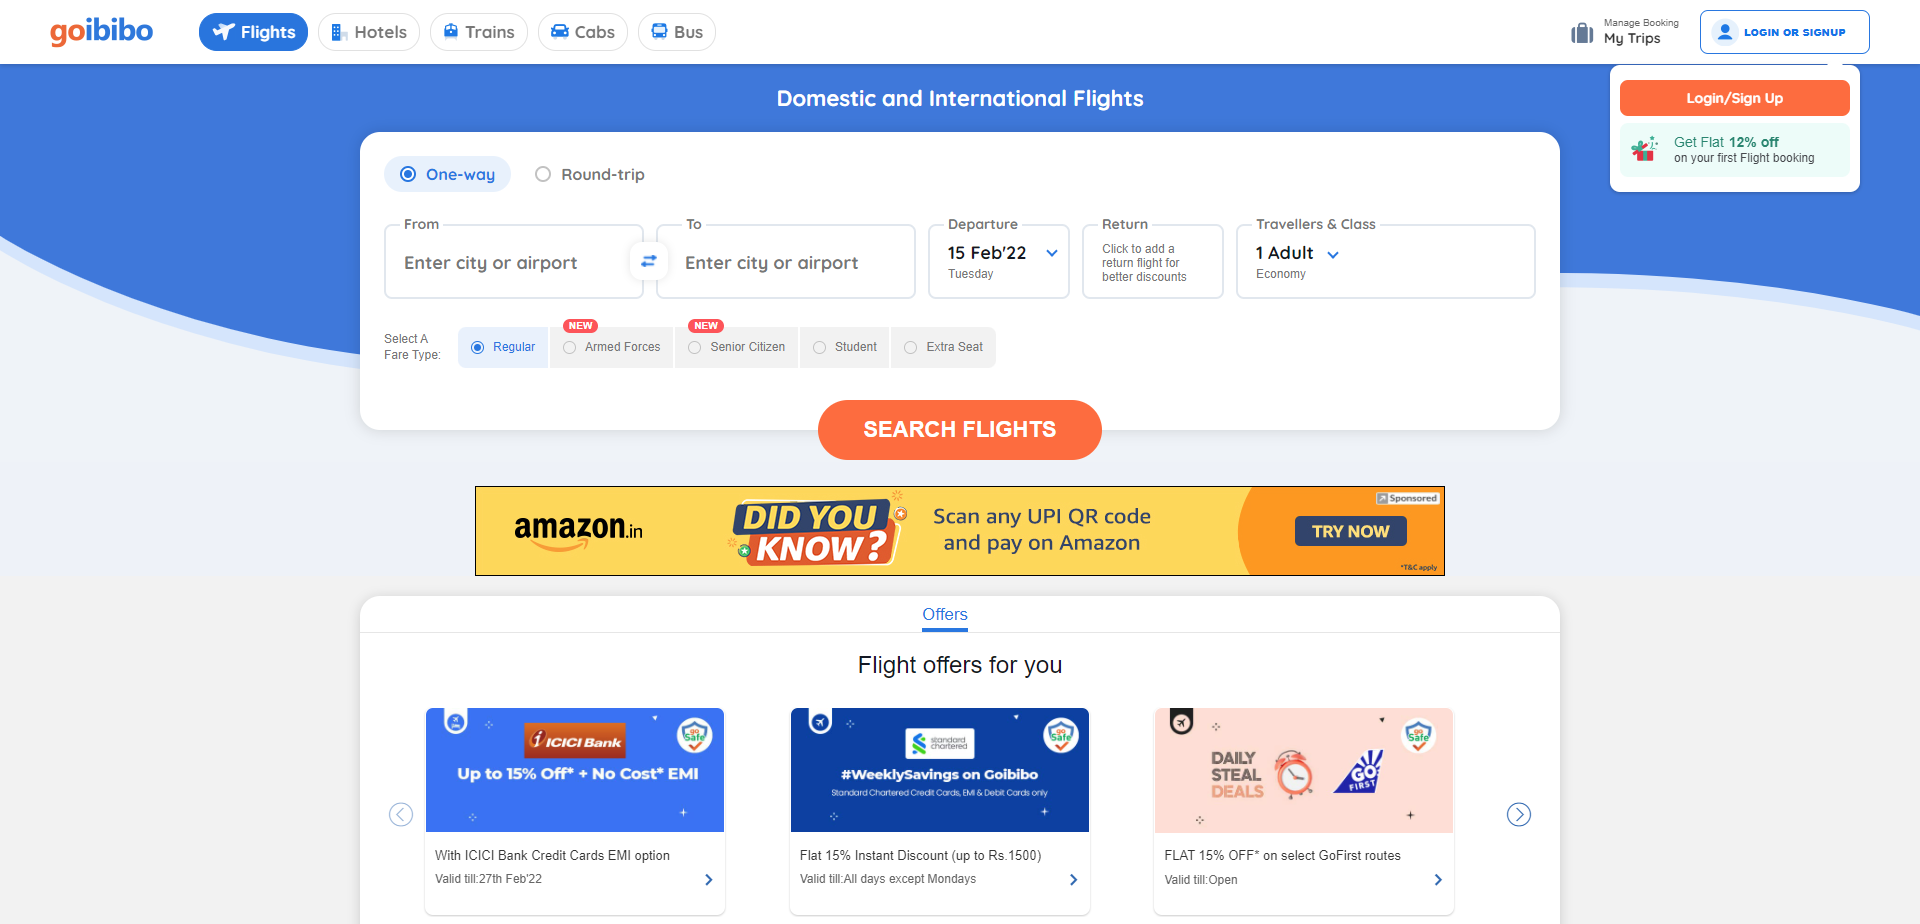 goibibo
Flights
Hotels
Trains
Cabs
Bus
Manage Booking
My Trips
LOGIN OR SIGNUP
Login/Sign Up
Get Flat 12% off
on your first Flight booking
Domestic and International Flights
One-way
Round-trip
From
Enter city or airport
To
Enter city or airport
Departure
15 Feb'22
Tuesday
Return
Click to add a
return flight for
better discounts
Travellers & Class
1 Adult
Economy
Select A
Fare Type:
Regular
NEW
Armed Forces
NEW
Senior Citizen
Student
Extra Seat
SEARCH FLIGHTS
amazon.in
DID YOU
KNOW?
Scan any UPI QR code
and pay on Amazon
Sponsored
TRY NOW
*T&C apply
Offers
Flight offers for you
ICICI Bank
go
Safe
Up to 15% Off* + No Cost* EMI
With ICICI Bank Credit Cards EMI option
Valid till:27th Feb'22
standard
chartered
go
Safe
#WeeklySavings on Goibibo
Standard Chartered Credit Cards, EMI & Debit Cards only
Flat 15% Instant Discount (up to Rs.1500)
Valid till:All days except Mondays
go
Safe
DAILY
STEAL
DEALS
GO
FIRST
FLAT 15% OFF* on select GoFirst routes
Valid till:Open